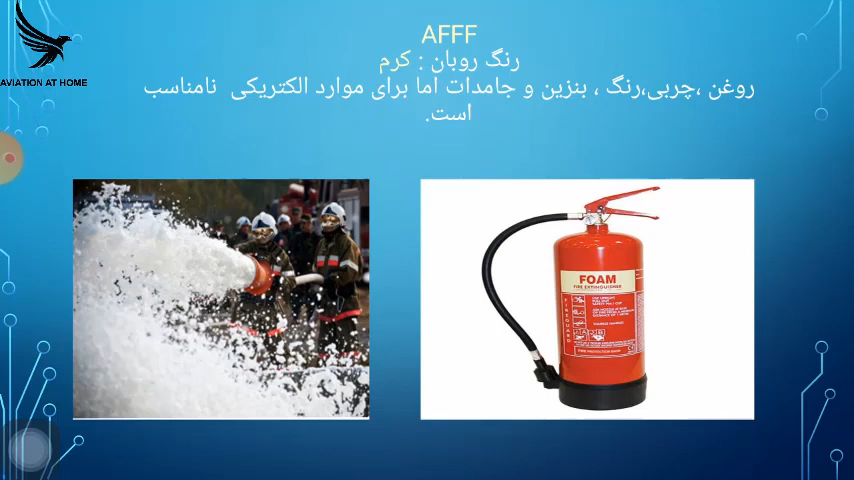 AVIATION AT HOME
AFFF
رنگ روبان : کرم
روغن ،چربی،رنگ ، بنزین و جامدات اما برای موارد الکتریکی نامناسب
است.
FOAM
FIRE EXTINGUISHER
FIREGUARD